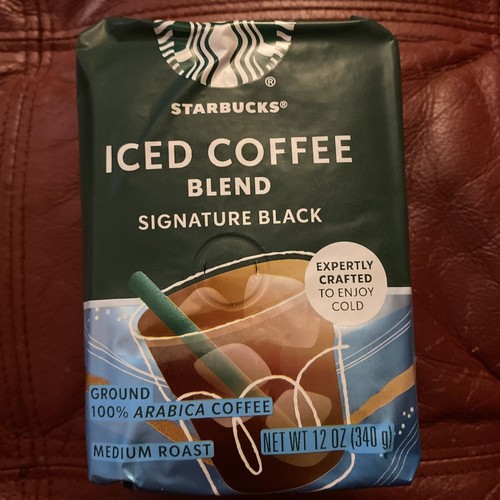 STARBUCKS®
ICED COFFEE
BLEND
SIGNATURE BLACK
EXPERTLY
CRAFTED
TO ENJOY
COLD
GROUND
100% ARABICA COFFEE
MEDIUM ROAST
NET WT 12 OZ (340 g)